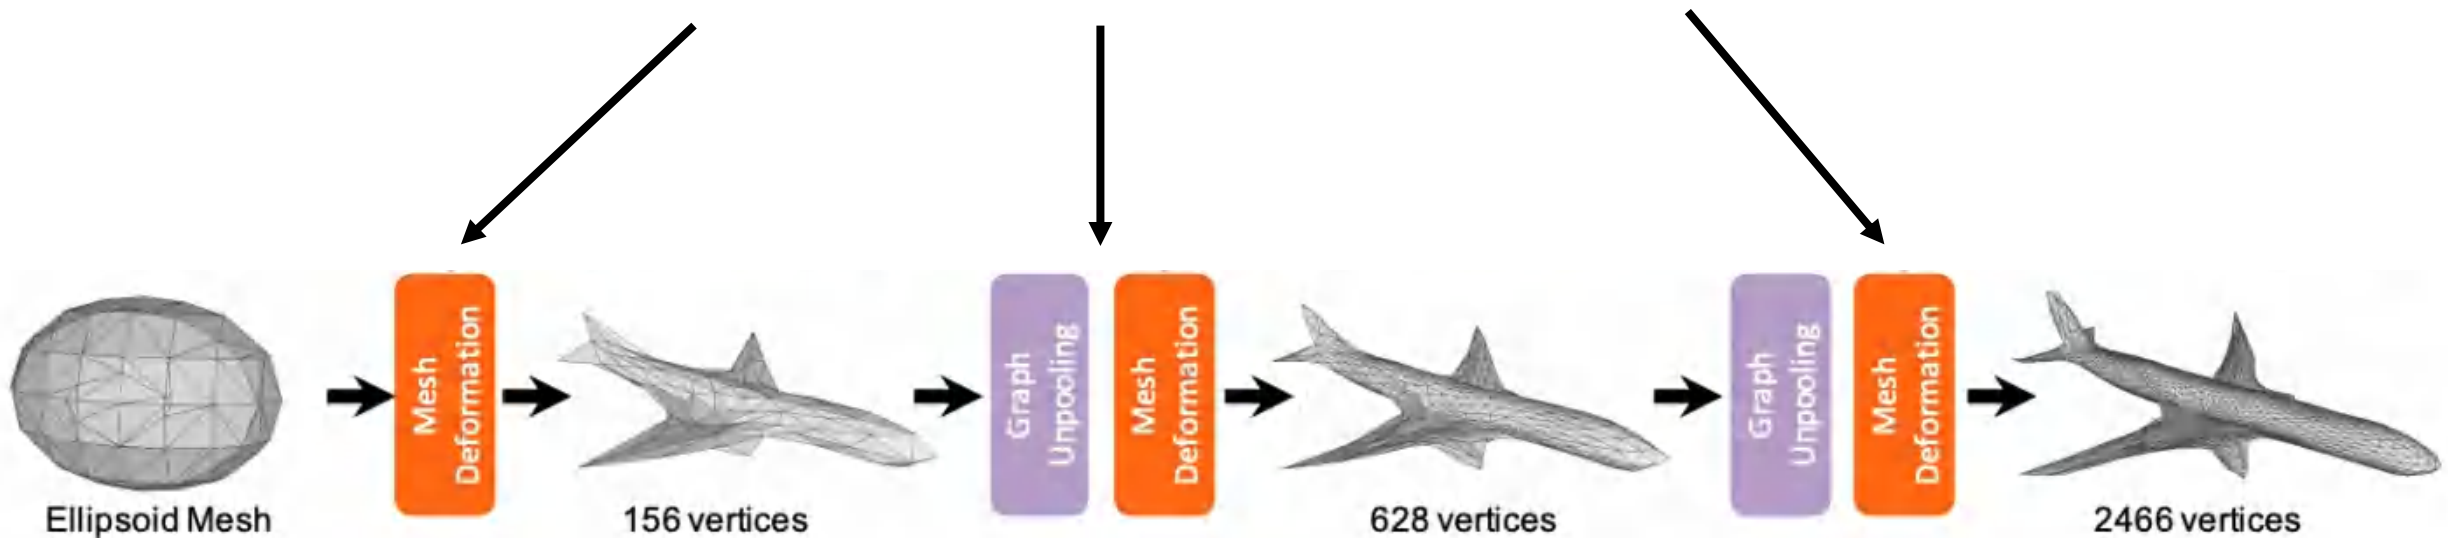 Mesh
Deformation
Graph
Unpooling
Mesh
Deformation
Graph
Unpooling
Mesh
Deformation
Ellipsoid Mesh
156 vertices
628 vertices
2466 vertices